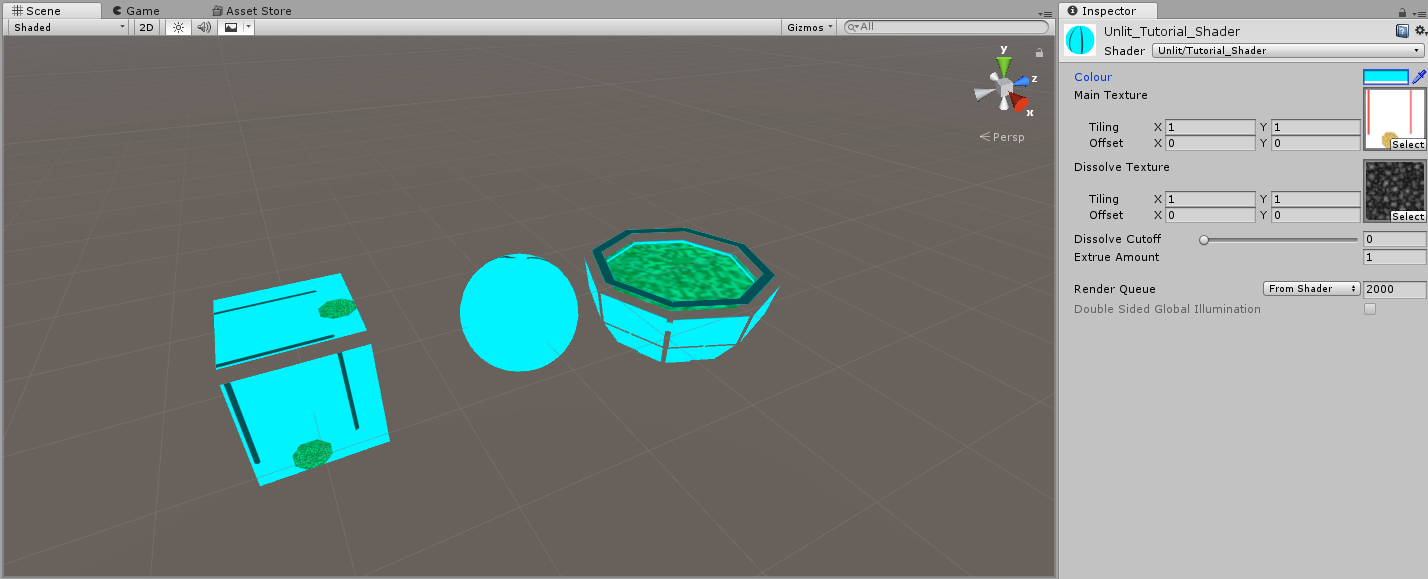 Scene
Game
Asset Store
Shaded
2D
Gizmos
All
y
z
x
Persp
Inspector
Unlit_Tutorial_Shader
Shader
Unlit/Tutorial_Shader
Colour
Main Texture
Tiling X 1 Y 1
Offset X 0 Y 0
Select
Dissolve Texture
Tiling X 1 Y 1
Offset X 0 Y 0
Select
Dissolve Cutoff 0
Extrue Amount 1
Render Queue From Shader 2000
Double Sided Global Illumination